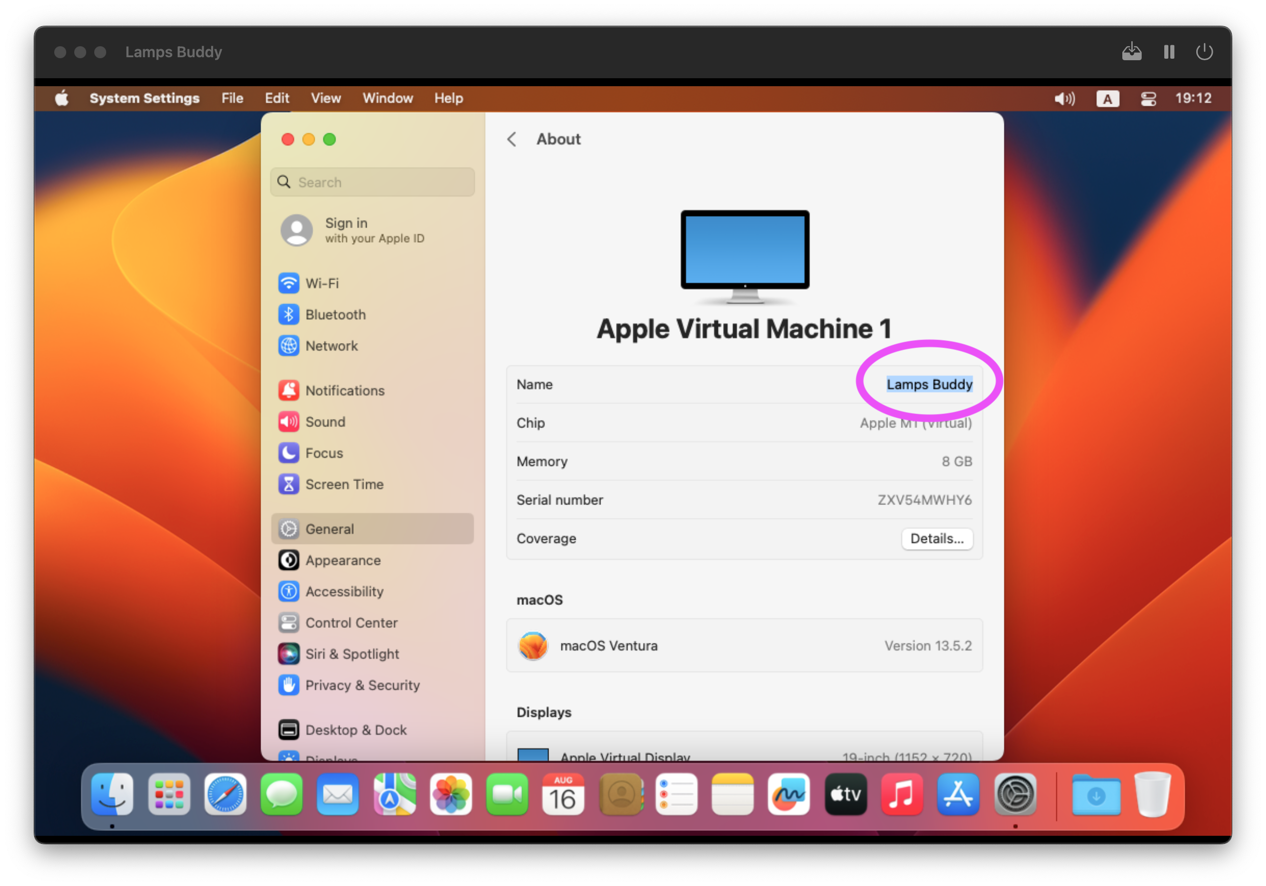 Lamps Buddy
System Settings File Edit View Window Help A 19:12
About
Search
Sign in
with your Apple ID
Wi-Fi
Bluetooth
Network
Notifications
Sound
Focus
Screen Time
General
Appearance
Accessibility
Control Center
Siri & Spotlight
Privacy & Security
Desktop & Dock
Displays
Apple Virtual Machine 1
Name Lamps Buddy
Chip Apple M1 (Virtual)
Memory 8 GB
Serial number ZXV54MWHY6
Coverage Details...
macOS
macOS Ventura Version 13.5.2
Displays
Apple Virtual Display 19-inch (1152 × 720)
AUG
16
tv